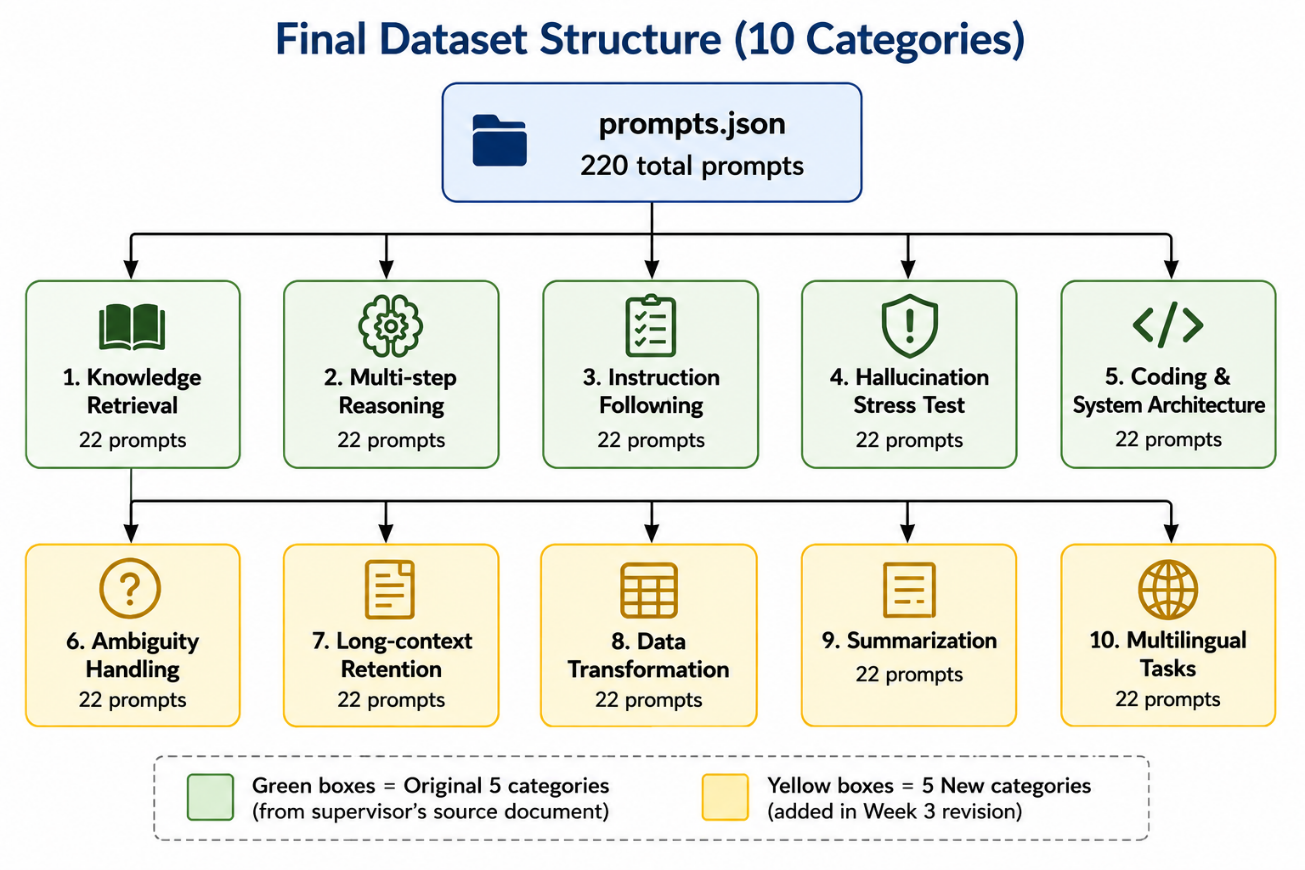 Final Dataset Structure (10 Categories)
prompts.json
220 total prompts
1. Knowledge
Retrieval
22 prompts
2. Multi-step
Reasoning
22 prompts
3. Instruction
Following
22 prompts
4. Hallucination
Stress Test
22 prompts
5. Coding &
System Architecture
22 prompts
6. Ambiguity
Handling
22 prompts
7. Long-context
Retention
22 prompts
8. Data
Transformation
22 prompts
9. Summarization
22 prompts
10. Multilingual
Tasks
22 prompts
Green boxes = Original 5 categories
(from supervisor's source document)
Yellow boxes = 5 New categories
(added in Week 3 revision)